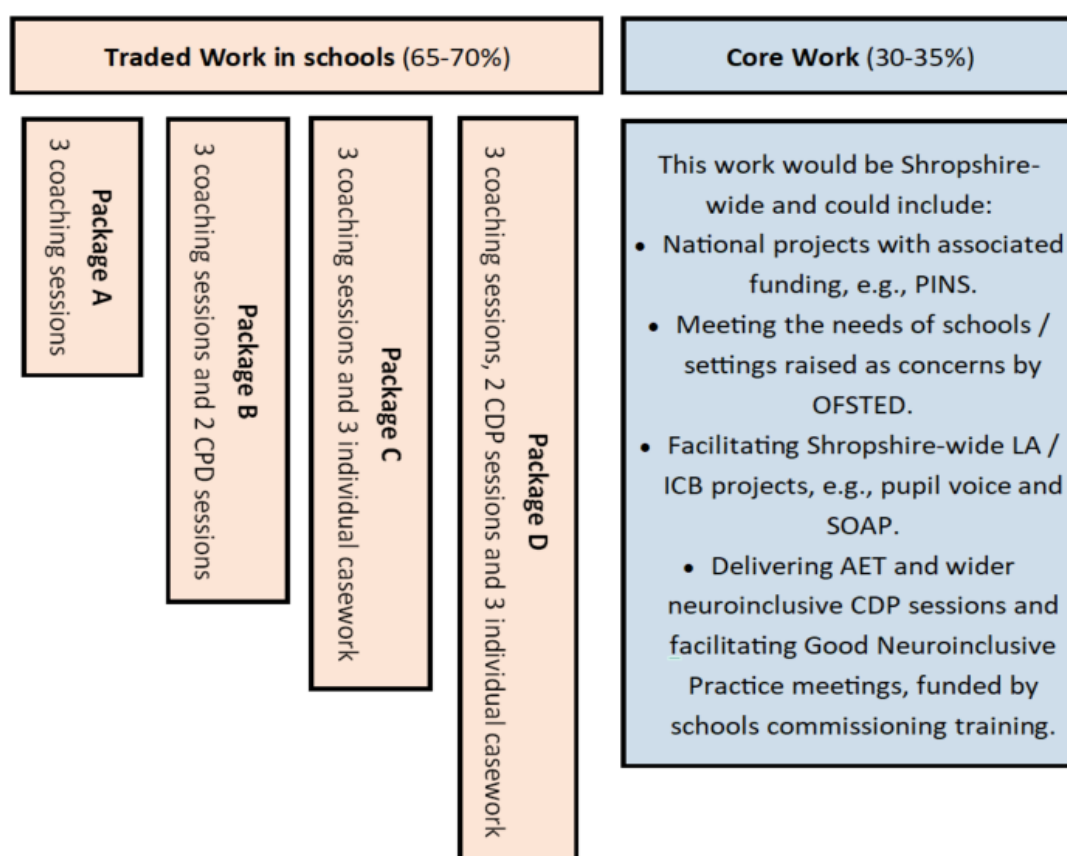 Traded Work in schools (65-70%)
Package A
3 coaching sessions
Package B
3 coaching sessions and 2 CPD sessions
Package C
3 coaching sessions and 3 individual casework
Package D
3 coaching sessions, 2 CDP sessions and 3 individual casework
Core Work (30-35%)
This work would be Shropshire-
wide and could include:
• National projects with associated
funding, e.g., PINS.
• Meeting the needs of schools /
settings raised as concerns by
OFSTED.
• Facilitating Shropshire-wide LA /
ICB projects, e.g., pupil voice and
SOAP.
• Delivering AET and wider
neuroinclusive CDP sessions and
facilitating Good Neuroinclusive
Practice meetings, funded by
schools commissioning training.